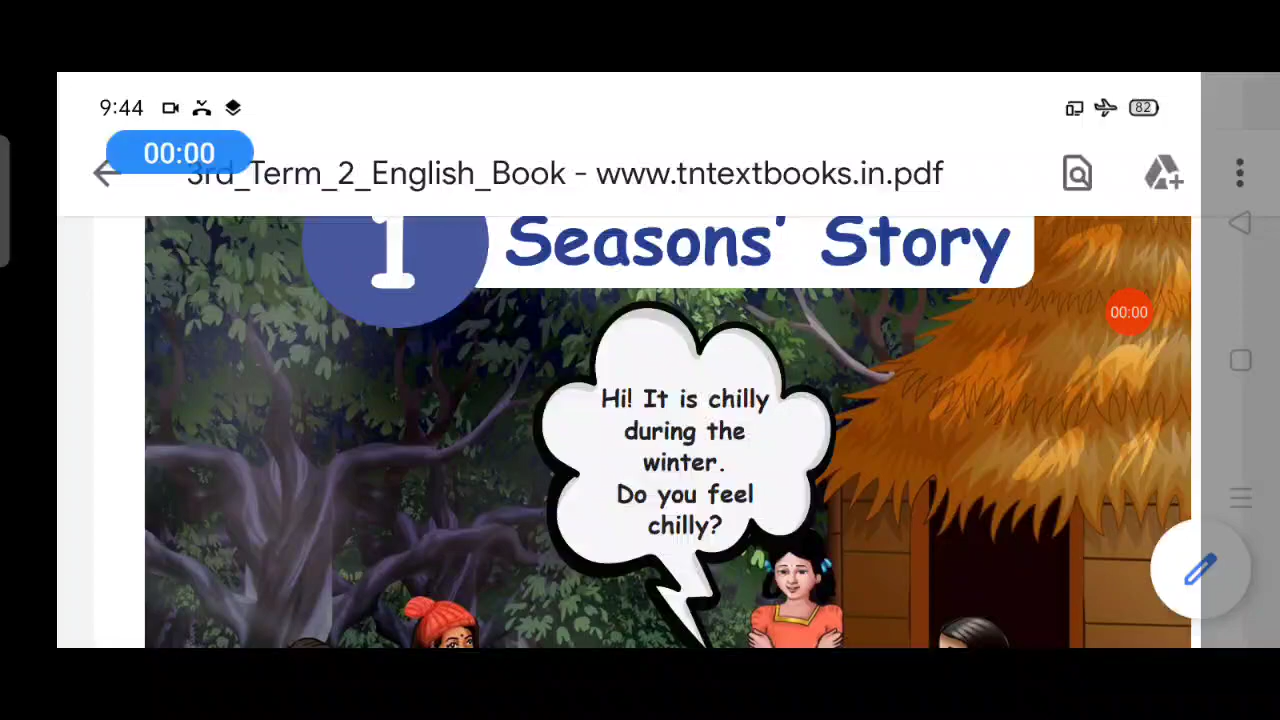 9:44
82
00:00
3rd_Term_2_English_Book - www.tntextbooks.in.pdf
1 Seasons' Story
00:00
Hi! It is chilly
during the
winter.
Do you feel
chilly?